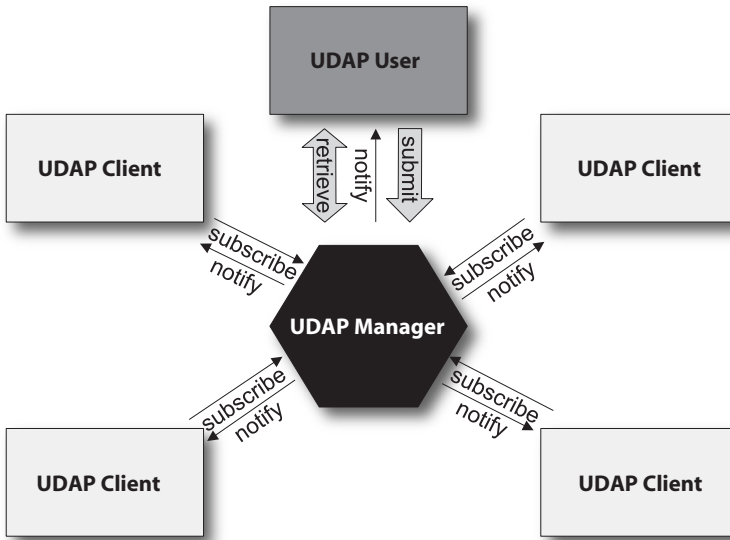 UDAP User
UDAP Client
UDAP Client
retrieve
notify
submit
subscribe
notify
subscribe
notify
UDAP Manager
subscribe
notify
subscribe
notify
UDAP Client
UDAP Client